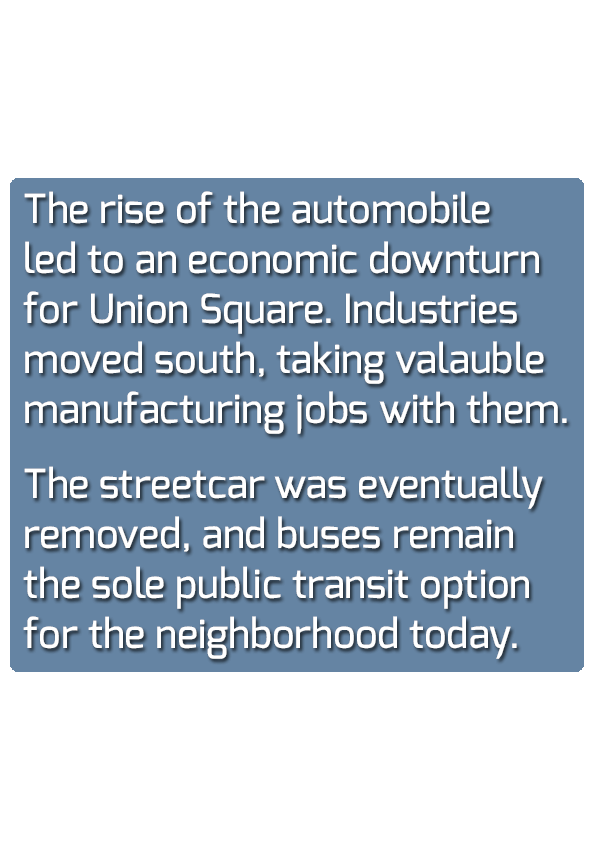 The rise of the automobile
led to an economic downturn
for Union Square. Industries
moved south, taking valauble
manufacturing jobs with them.
The streetcar was eventually
removed, and buses remain
the sole public transit option
for the neighborhood today.